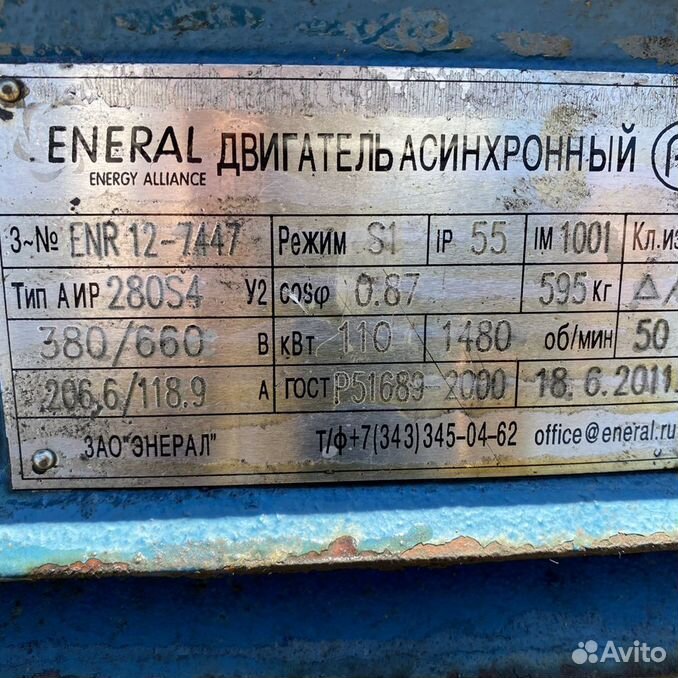 ENERAL ДВИГАТЕЛЬ АСИНХРОННЫЙ
ENERGY ALLIANCE
3~№ ENR 12-7447 Режим S1 IP 55 IM 1001 Кл.из
Тип АИР 280S4 У2 cosφ 0.87 595 кг Δ/
380/660 В кВт 110 1480 об/мин 50
206,6/118.9 А ГОСТ Р51689-2000 18.6.2011
ЗАО "ЭНЕРАЛ" т/ф+7(343)345-04-62 office@eneral.ru
Avito